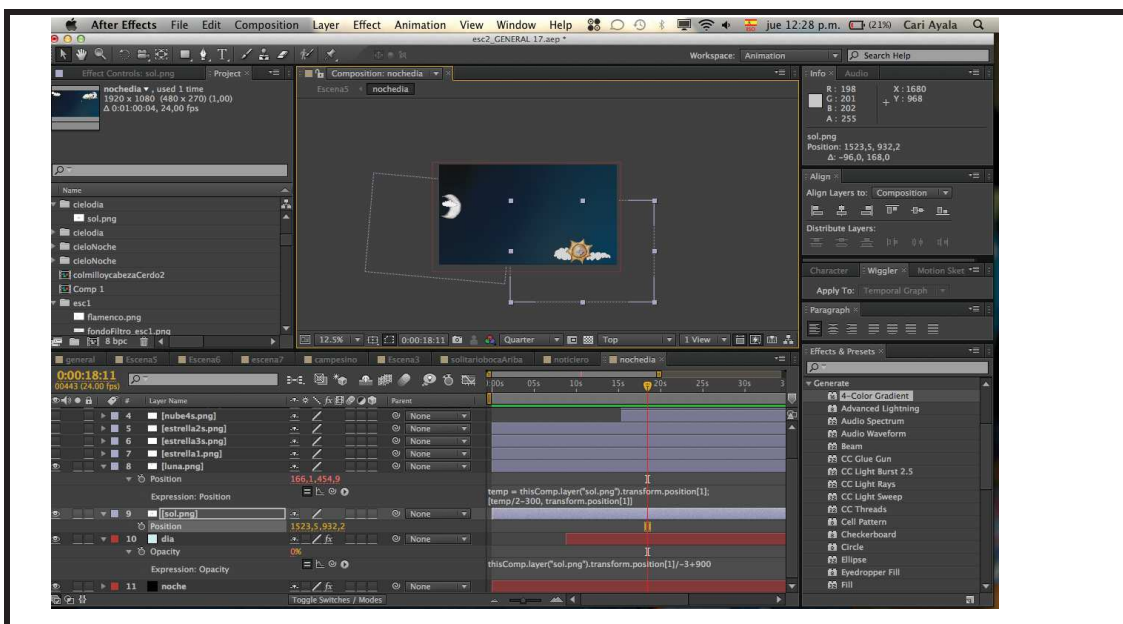 After Effects File Edit Composition Layer Effect Animation View Window Help jue 12:28 p.m. (21%) Cari Ayala
esc2_GENERAL 17.aep *
Workspace: Animation Search Help
Effect Controls: sol.png Project
nochedia , used 1 time
1920 x 1080 (480 x 270) (1,00)
Δ 0:01:00:04, 24,00 fps
Name
cielodia
sol.png
cielodia
cieloNoche
cieloNoche
colmilloycabezaCerdo2
Comp 1
esc1
flamenco.png
fondoFiltro_esc1.png
8 bpc
Composition: nochedia
Escena5 nochedia
12.5% 0:00:18:11 Quarter Top 1 View
Info Audio
R : 198 X : 1680
G : 201 Y : 968
B : 202
A : 255
sol.png
Position: 1523,5, 932,2
Δ: -96,0, 168,0
Align
Align Layers to: Composition
Distribute Layers:
Character Wiggler Motion Sket
Apply To: Temporal Graph
Paragraph
Effects & Presets
Generate
4-Color Gradient
Advanced Lightning
Audio Spectrum
Audio Waveform
Beam
CC Glue Gun
CC Light Burst 2.5
CC Light Rays
CC Light Sweep
CC Threads
Cell Pattern
Checkerboard
Circle
Ellipse
Eyedropper Fill
Fill
general Escena5 Escena6 escena7 campesino Escena3 solitariobocaAriba noticiero nochedia
0:00:18:11
00443 (24.00 fps)
:00s 05s 10s 15s 20s 25s 30s 3
# Layer Name Parent
4 [nube4s.png] None
5 [estrella2s.png] None
6 [estrella3s.png] None
7 [estrella1.png] None
8 [luna.png] None
Position 166,1,454,9
Expression: Position
temp = thisComp.layer("sol.png").transform.position[1];
[temp/2-300, transform.position[1]]
9 [sol.png] None
Position 1523,5,932,2
10 dia None
Opacity 0%
Expression: Opacity
thisComp.layer("sol.png").transform.position[1]/-3+900
11 noche None
Toggle Switches / Modes